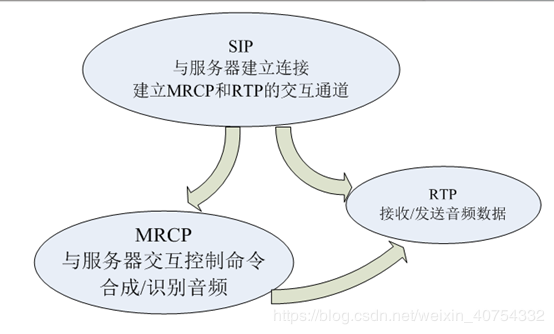 SIP
与服务器建立连接
建立MRCP和RTP的交互通道
RTP
接收/发送音频数据
MRCP
与服务器交互控制命令
合成/识别音频
https://blog.csdn.net/weixin_40754332